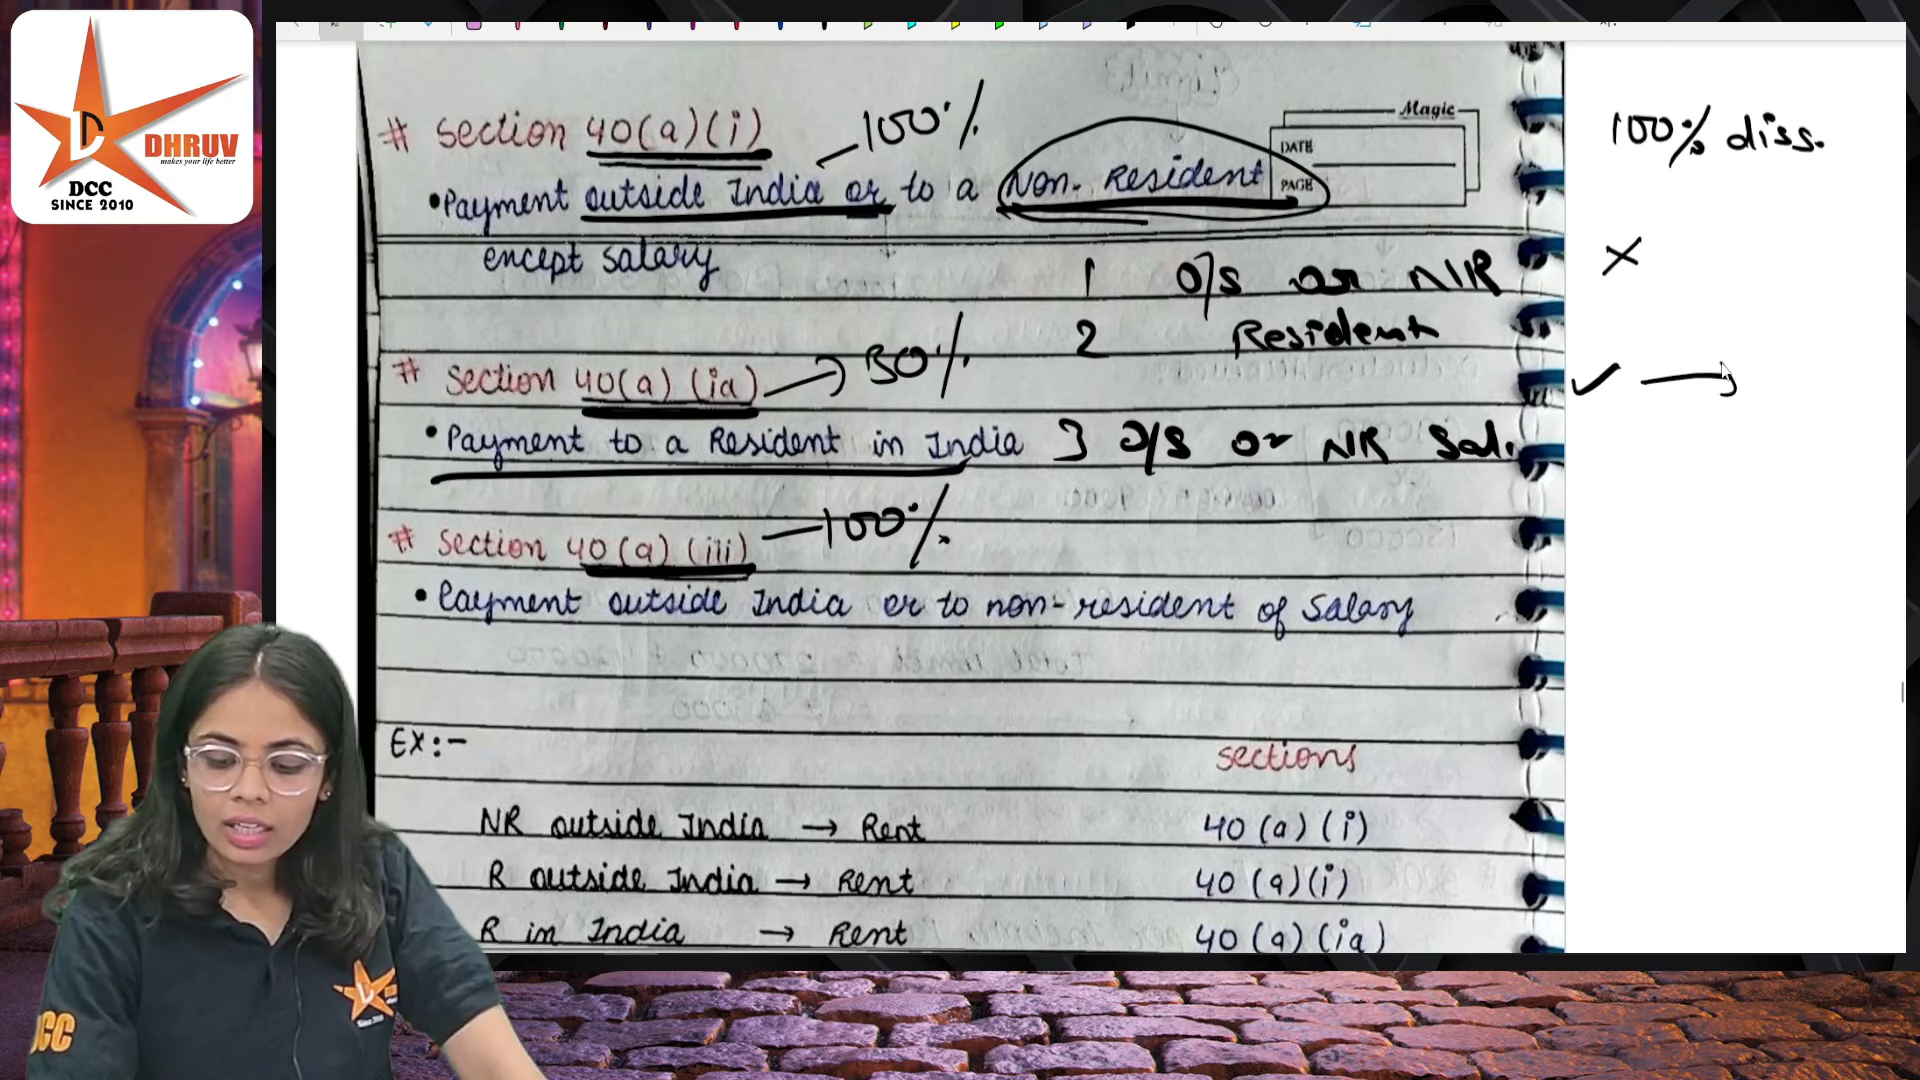 DHRUV
makes your life better
DCC
SINCE 2010
# Section 40(a)(i)
100%
Magic
DATE
PAGE
• Payment outside India or to a Non-Resident
except salary
1 O/S or N/R
2 Resident
# Section 40(a)(ia) → 30%
• Payment to a Resident in India
3 O/S or NR Sal.
# Section 40(a)(iii) — 100%
• Payment outside India or to non-resident of Salary
Ex:-
sections
NR outside India → Rent 40(a)(i)
R outside India → Rent 40(a)(i)
R in India → Rent 40(a)(ia)
100% diss.
×
✓ →
DCC
Since 2010